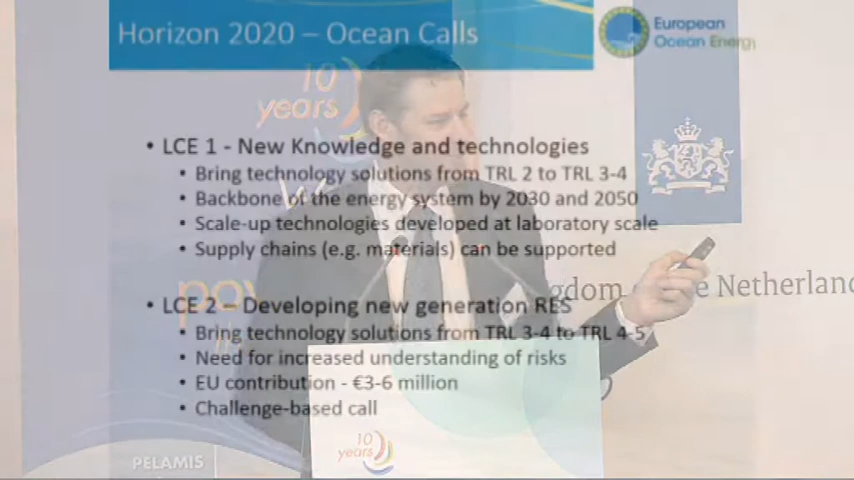 Horizon 2020 – Ocean Calls
European
Ocean Energy
10
years
• LCE 1 - New Knowledge and technologies
• Bring technology solutions from TRL 2 to TRL 3-4
• Backbone of the energy system by 2030 and 2050
• Scale-up technologies developed at laboratory scale
• Supply chains (e.g. materials) can be supported
gdom Netherland
• LCE 2 – Developing new generation RES
• Bring technology solutions from TRL 3-4 to TRL 4-5
• Need for increased understanding of risks
• EU contribution - €3-6 million
• Challenge-based call
10
years
PELAMIS